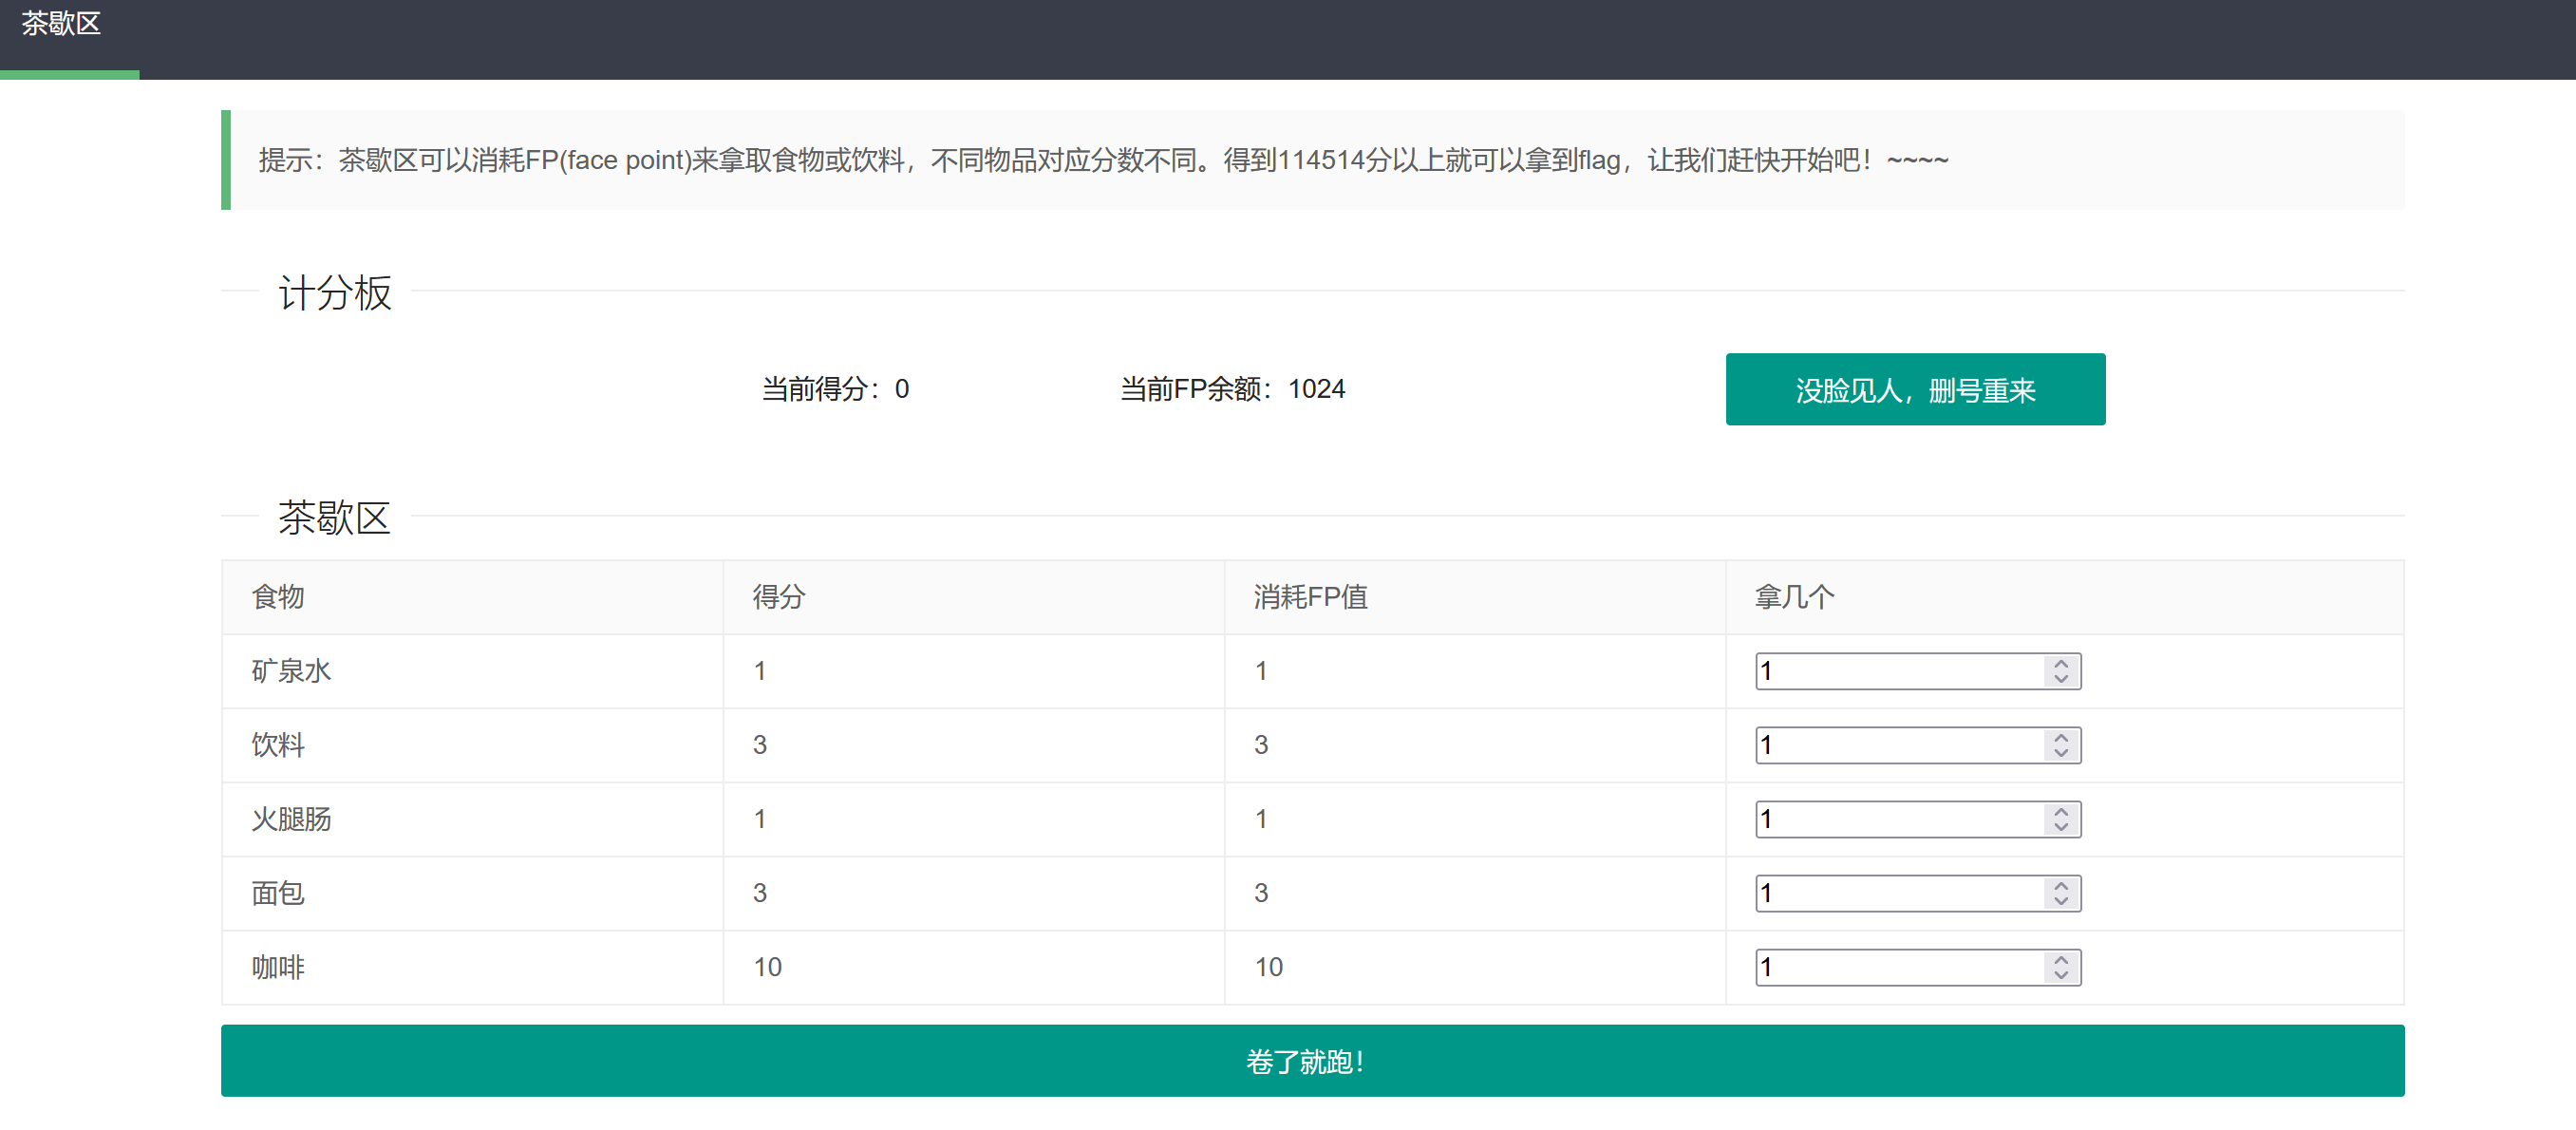 茶歇区
提示：茶歇区可以消耗FP(face point)来拿取食物或饮料，不同物品对应分数不同。得到114514分以上就可以拿到flag，让我们赶快开始吧！~~~~
计分板
当前得分：0 当前FP余额：1024 没脸见人，删号重来
茶歇区
食物 得分 消耗FP值 拿几个
矿泉水 1 1 1
饮料 3 3 1
火腿肠 1 1 1
面包 3 3 1
咖啡 10 10 1
卷了就跑！